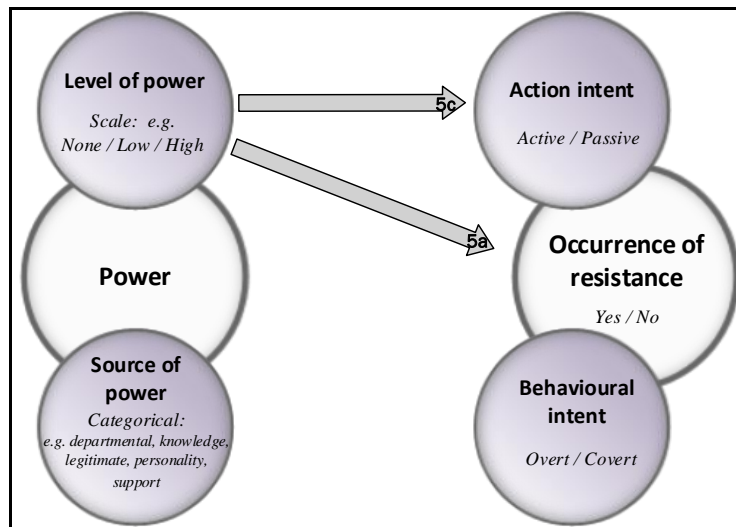 Level of power
Scale: e.g.
None / Low / High
5c
Action intent
Active / Passive
5a
Power
Occurrence of
resistance
Yes / No
Source of
power
Categorical:
e.g. departmental, knowledge,
legitimate, personality,
support
Behavioural
intent
Overt / Covert